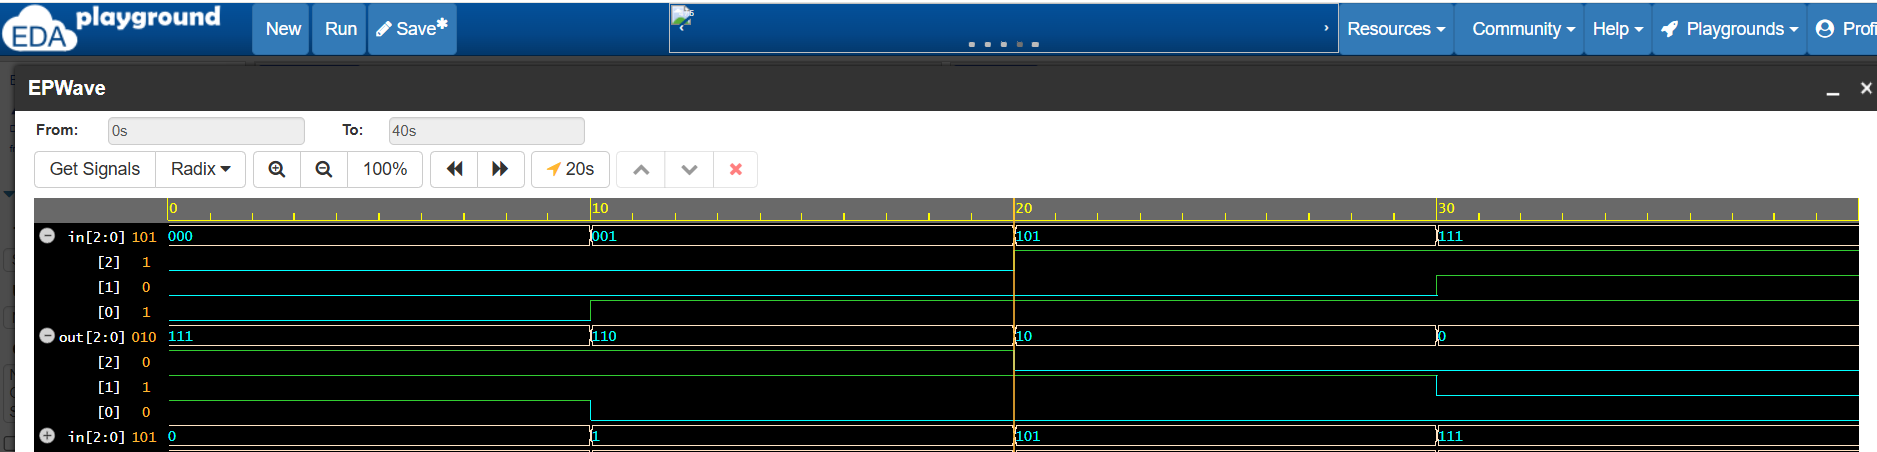 EDA playground New Run Save* Resources Community Help Playgrounds
EPWave
From: 0s To: 40s
Get Signals Radix 100% 20s
0 10 20 30
in[2:0] 101 000 001 101 111
[2] 1
[1] 0
[0] 1
out[2:0] 010 111 110 10 0
[2] 0
[1] 1
[0] 0
in[2:0] 101 0 1 101 111